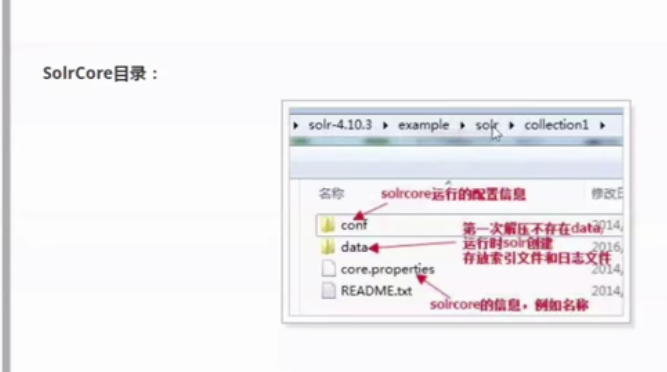 SolrCore目录：
solr-4.10.3 ▸ example ▸ solr ▸ collection1 ▸
名称
solrcore运行的配置信息
修改日
conf
2014,
第一次解压不存在data,
data
运行时solr创建
2016,
存放索引文件和日志文件
core.properties
2014,
README.txt
2014,
solrcore的信息，例如名称